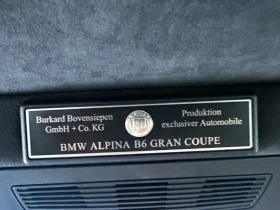 Burkard Bovensiepen
GmbH + Co. KG
Produktion
exclusiver Automobile
BMW ALPINA B6 GRAN COUPE